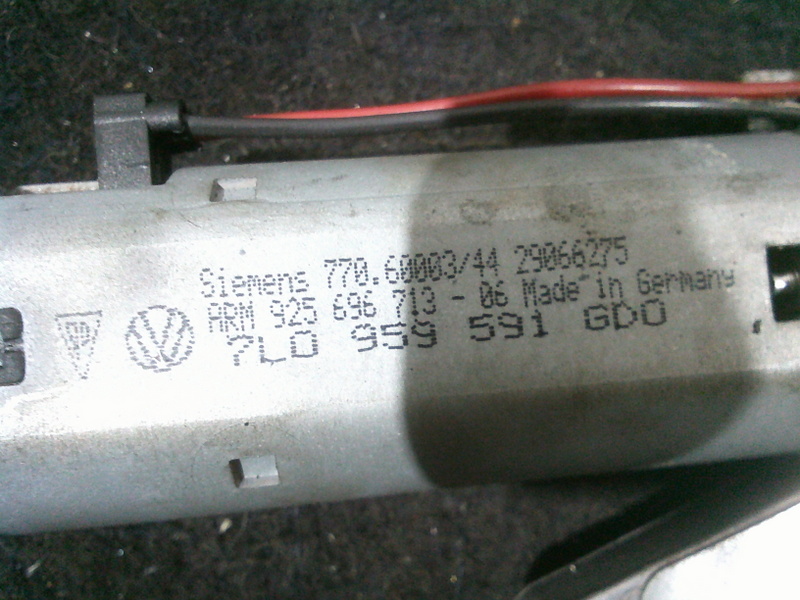 Siemens 770.60003/44 29066275
ARM 925 696 713 - 06 Made in Germany
7L0 959 591 GDO